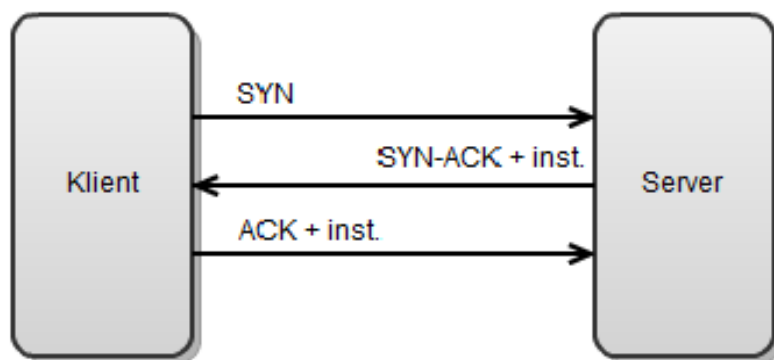 SYN
SYN-ACK + inst.
Klient
Server
ACK + inst.